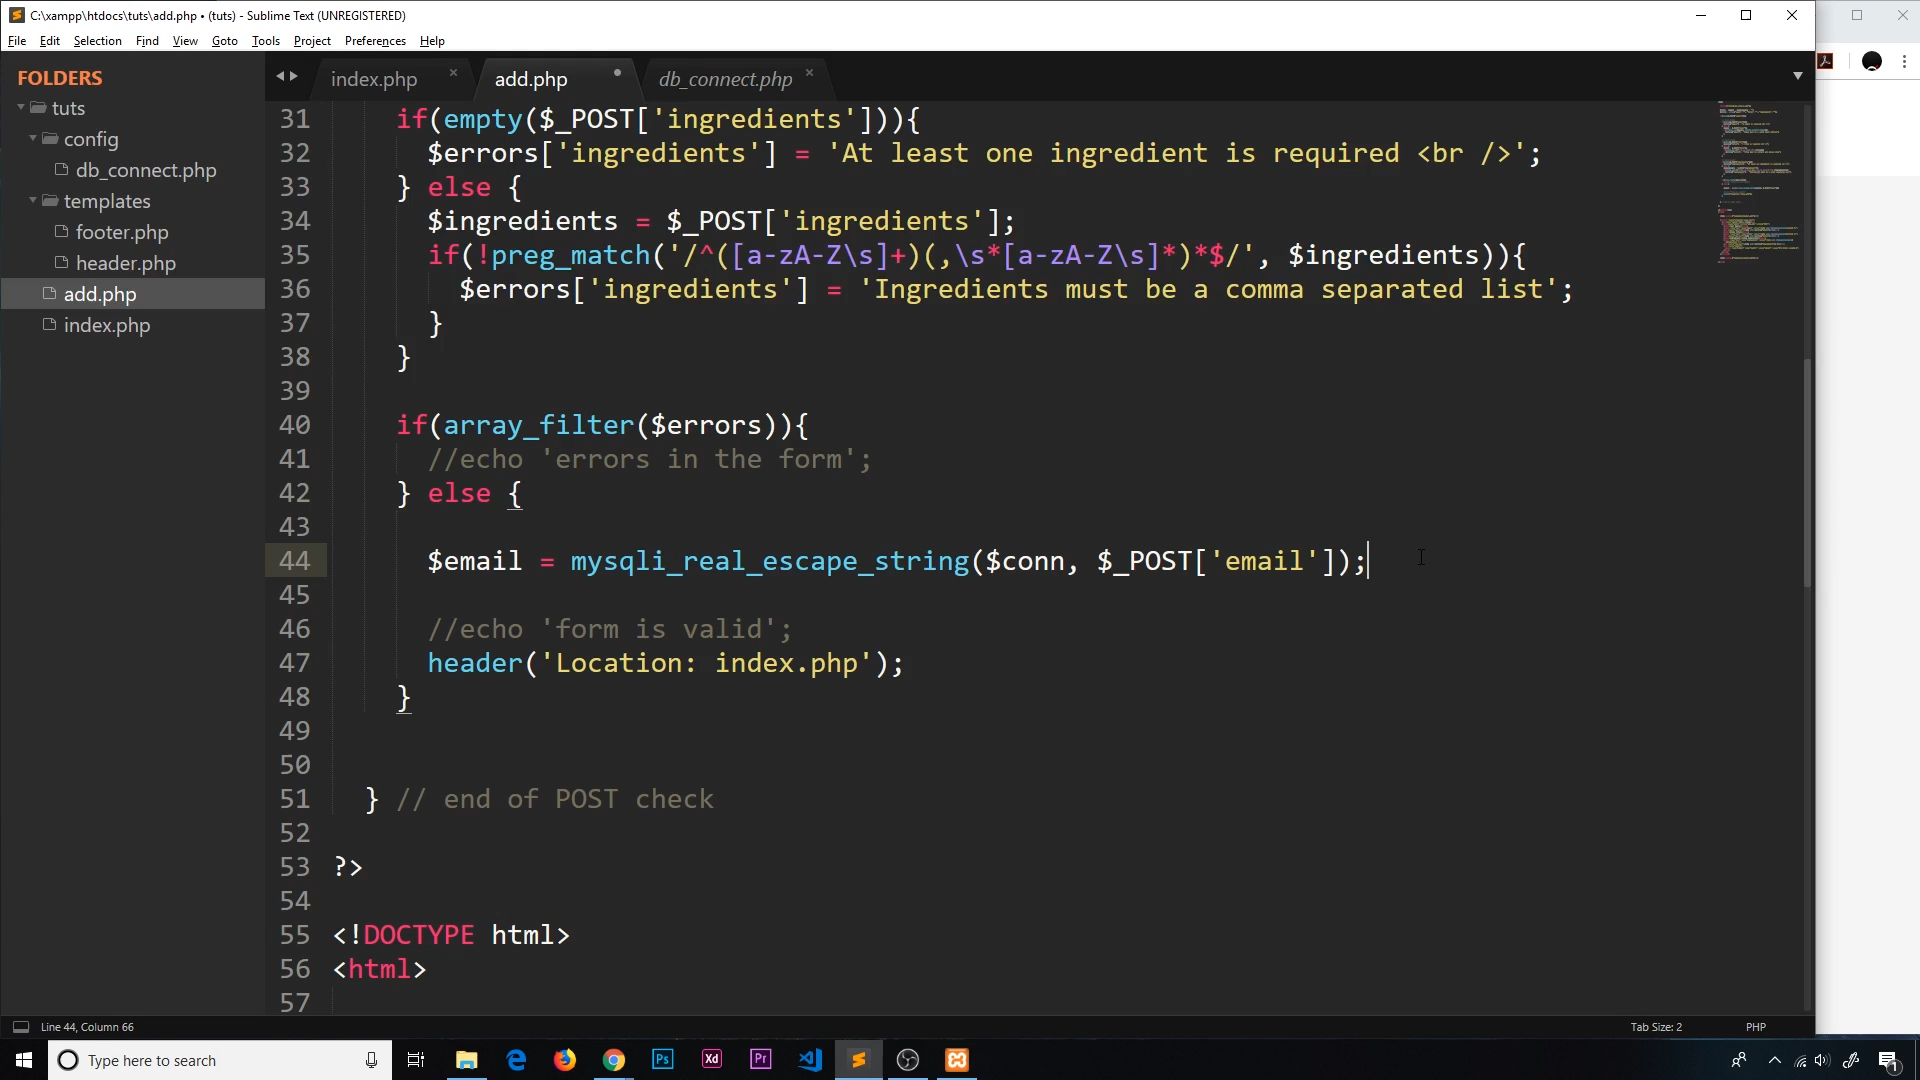 C:\xampp\htdocs\tuts\add.php • (tuts) - Sublime Text (UNREGISTERED)
File Edit Selection Find View Goto Tools Project Preferences Help
FOLDERS
tuts
config
db_connect.php
templates
footer.php
header.php
add.php
index.php
index.php × add.php • db_connect.php ×
31 if(empty($_POST['ingredients'])){
32 $errors['ingredients'] = 'At least one ingredient is required <br />';
33 } else {
34 $ingredients = $_POST['ingredients'];
35 if(!preg_match('/^([a-zA-Z\s]+)(,\s*[a-zA-Z\s]*)*$/', $ingredients)){
36 $errors['ingredients'] = 'Ingredients must be a comma separated list';
37 }
38 }
39
40 if(array_filter($errors)){
41 //echo 'errors in the form';
42 } else {
43
44 $email = mysqli_real_escape_string($conn, $_POST['email']);
45
46 //echo 'form is valid';
47 header('Location: index.php');
48 }
49
50
51 } // end of POST check
52
53 ?>
54
55 <!DOCTYPE html>
56 <html>
57
Line 44, Column 66 Tab Size: 2 PHP
Type here to search
Ps Xd Pr
1